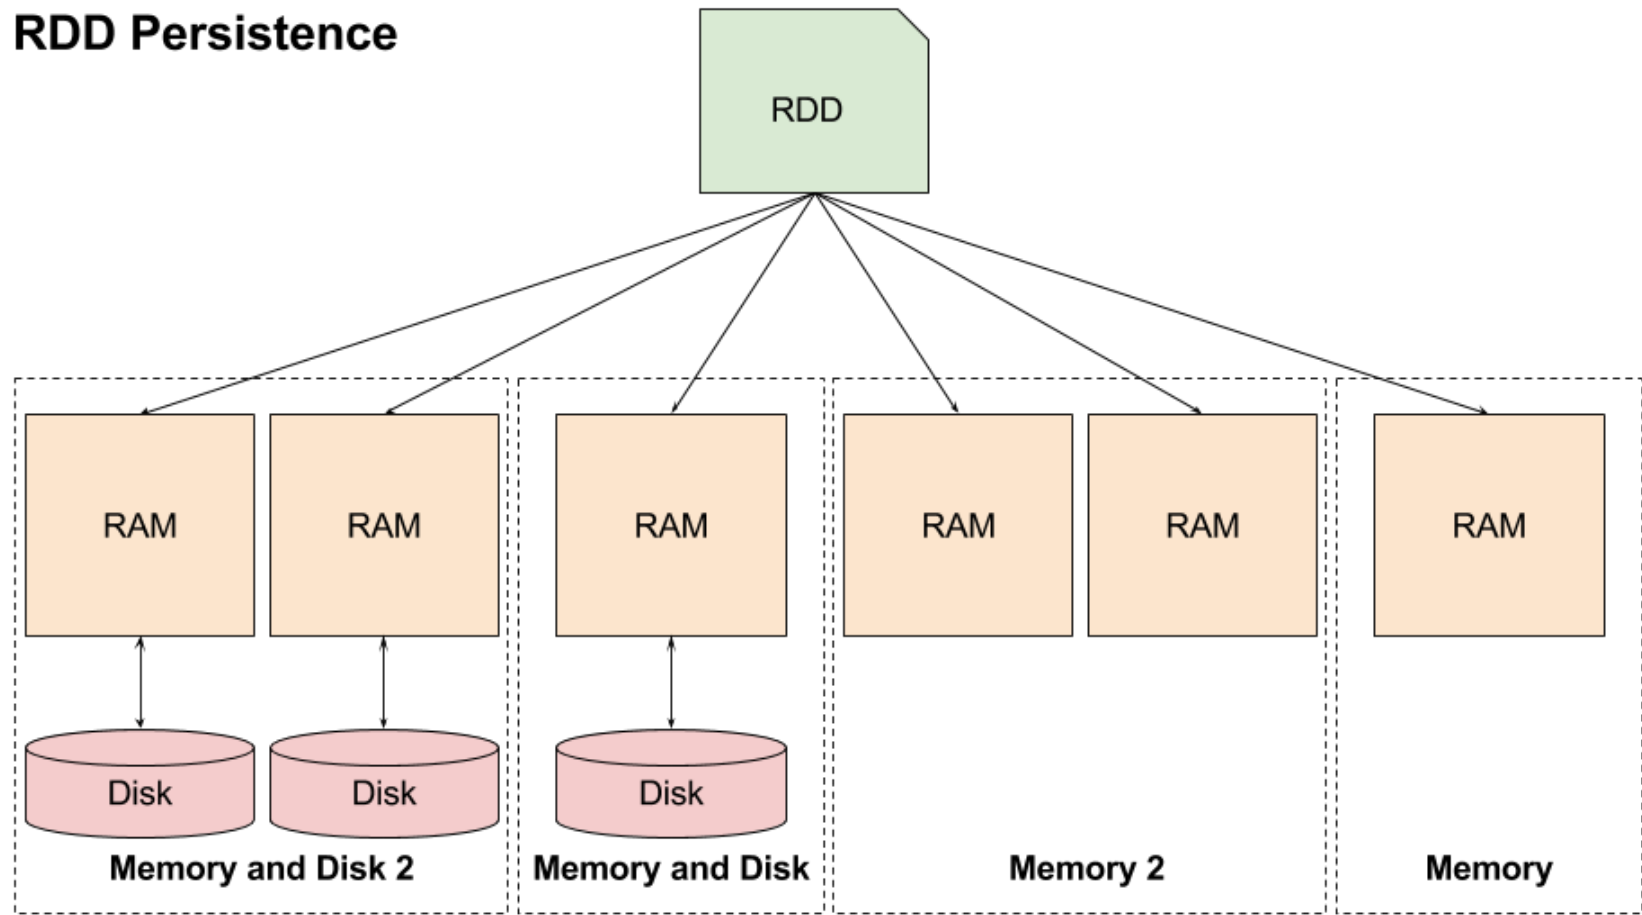 RDD Persistence
RDD
RAM
RAM
RAM
RAM
RAM
RAM
Disk
Disk
Disk
Memory and Disk 2
Memory and Disk
Memory 2
Memory